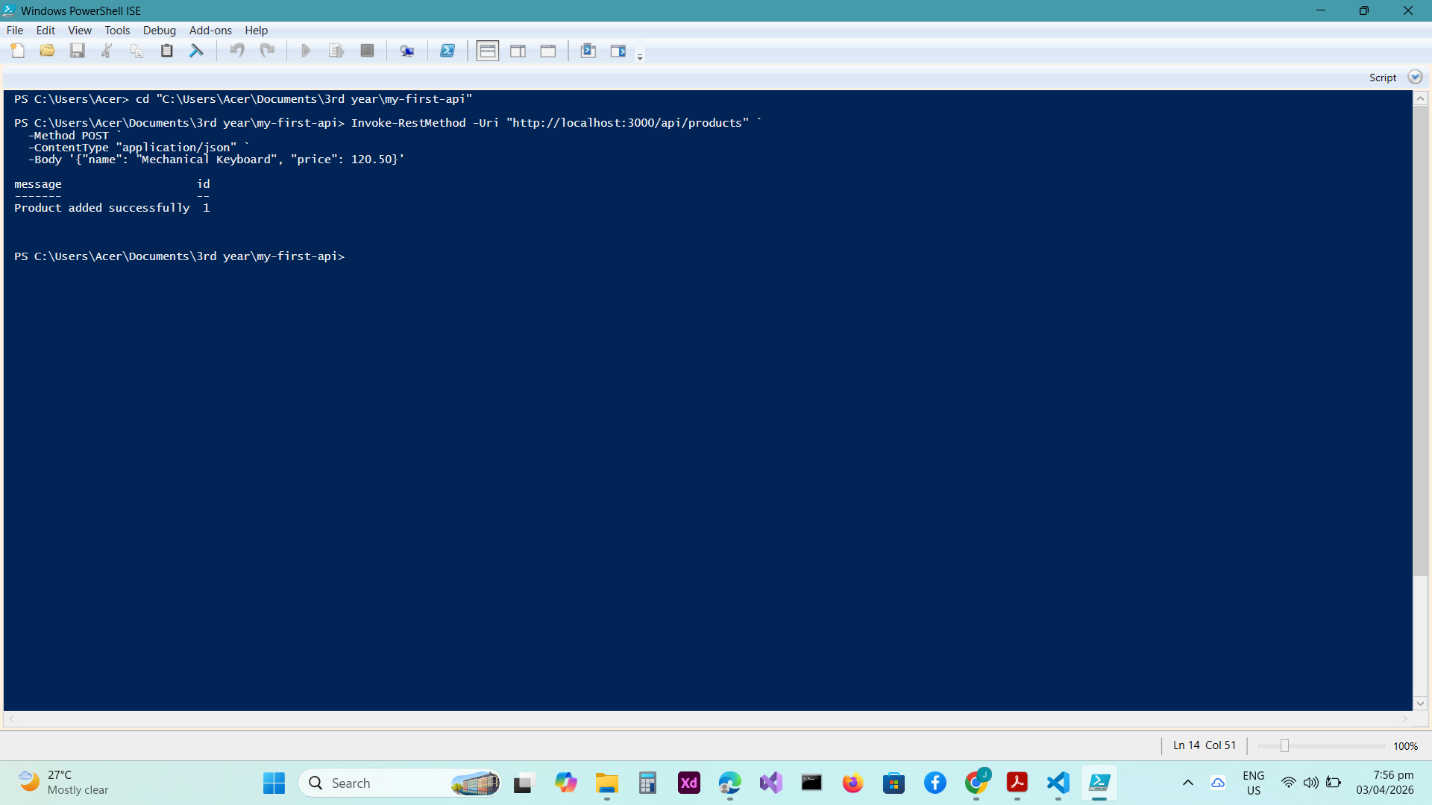 Windows PowerShell ISE
File Edit View Tools Debug Add-ons Help
Script
PS C:\Users\Acer> cd "C:\Users\Acer\Documents\3rd year\my-first-api"
PS C:\Users\Acer\Documents\3rd year\my-first-api> Invoke-RestMethod -Uri "http://localhost:3000/api/products" `
-Method POST `
-ContentType "application/json" `
-Body '{"name": "Mechanical Keyboard", "price": 120.50}'
message id
------- --
Product added successfully 1
PS C:\Users\Acer\Documents\3rd year\my-first-api>
Ln 14 Col 51
100%
27°C
Mostly clear
Search
Xd
J
ENG
US
7:56 pm
03/04/2026